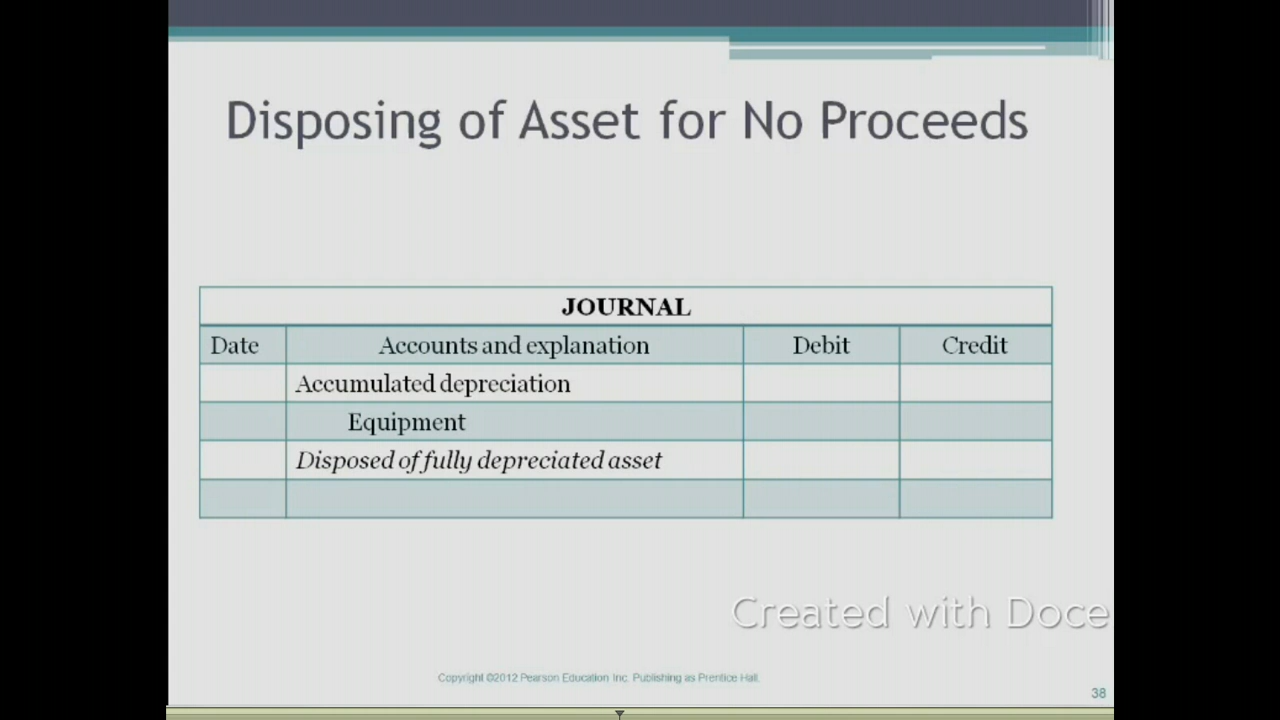 Disposing of Asset for No Proceeds
JOURNAL
Date Accounts and explanation Debit Credit
Accumulated depreciation
Equipment
Disposed of fully depreciated asset
Created with Doce
Copyright ©2012 Pearson Education Inc. Publishing as Prentice Hall.
38